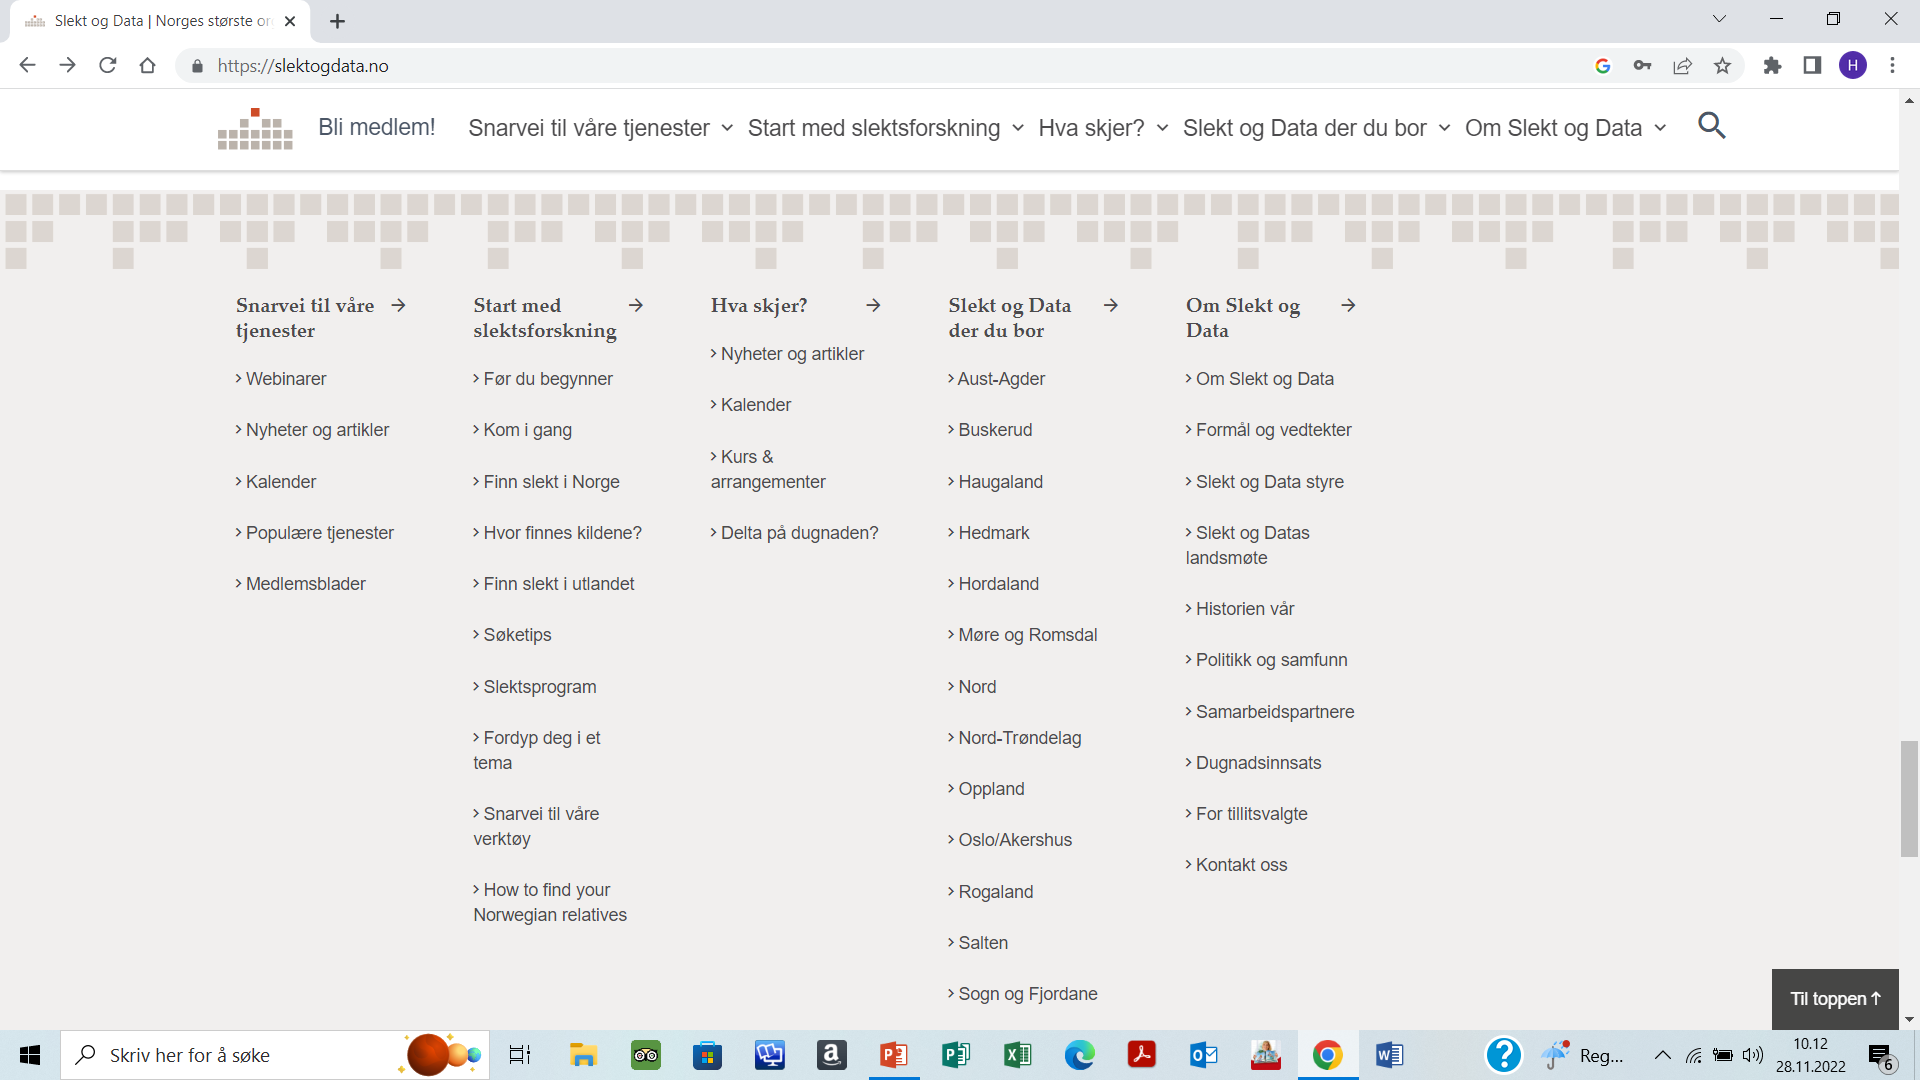 Slekt og Data | Norges største or
https://slektogdata.no
H
Bli medlem!
Snarvei til våre tjenester
Start med slektsforskning
Hva skjer?
Slekt og Data der du bor
Om Slekt og Data
Snarvei til våre
tjenester
Webinarer
Nyheter og artikler
Kalender
Populære tjenester
Medlemsblader
Start med
slektsforskning
Før du begynner
Kom i gang
Finn slekt i Norge
Hvor finnes kildene?
Finn slekt i utlandet
Søketips
Slektsprogram
Fordyp deg i et
tema
Snarvei til våre
verktøy
How to find your
Norwegian relatives
Hva skjer?
Nyheter og artikler
Kalender
Kurs &
arrangementer
Delta på dugnaden?
Slekt og Data
der du bor
Aust-Agder
Buskerud
Haugaland
Hedmark
Hordaland
Møre og Romsdal
Nord
Nord-Trøndelag
Oppland
Oslo/Akershus
Rogaland
Salten
Sogn og Fjordane
Om Slekt og
Data
Om Slekt og Data
Formål og vedtekter
Slekt og Data styre
Slekt og Datas
landsmøte
Historien vår
Politikk og samfunn
Samarbeidspartnere
Dugnadsinnsats
For tillitsvalgte
Kontakt oss
Til toppen
Skriv her for å søke
Reg...
10.12
28.11.2022
6